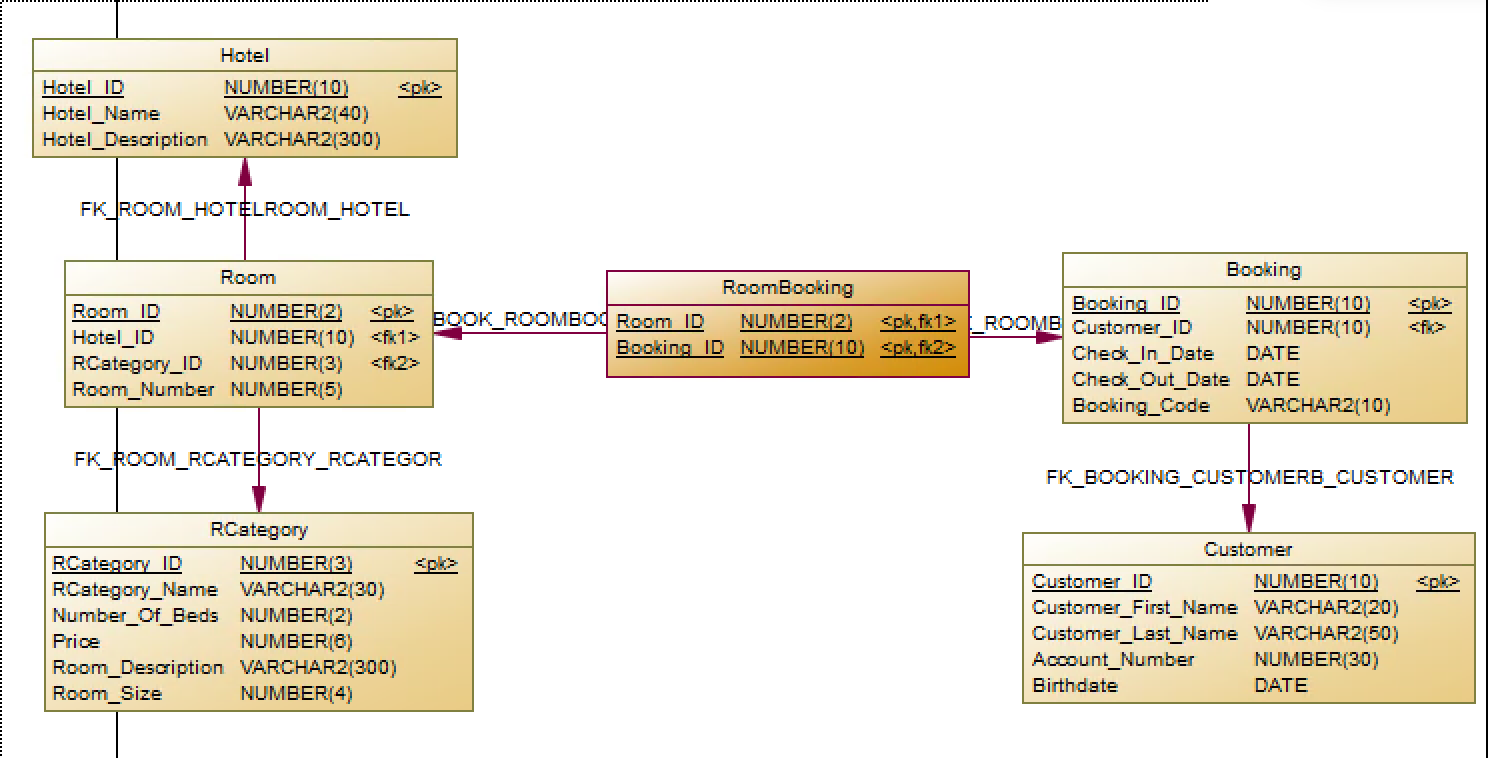 Hotel
Hotel_ID NUMBER(10) <pk>
Hotel_Name VARCHAR2(40)
Hotel_Description VARCHAR2(300)
FK_ROOM_HOTELROOM_HOTEL
Room
Room_ID NUMBER(2) <pk>
Hotel_ID NUMBER(10) <fk1>
RCategory_ID NUMBER(3) <fk2>
Room_Number NUMBER(5)
BOOK_ROOMBOO
RoomBooking
Room_ID NUMBER(2) <pk,fk1>
Booking_ID NUMBER(10) <pk,fk2>
_ROOMB
Booking
Booking_ID NUMBER(10) <pk>
Customer_ID NUMBER(10) <fk>
Check_In_Date DATE
Check_Out_Date DATE
Booking_Code VARCHAR2(10)
FK_ROOM_RCATEGORY_RCATEGOR
FK_BOOKING_CUSTOMERB_CUSTOMER
RCategory
RCategory_ID NUMBER(3) <pk>
RCategory_Name VARCHAR2(30)
Number_Of_Beds NUMBER(2)
Price NUMBER(6)
Room_Description VARCHAR2(300)
Room_Size NUMBER(4)
Customer
Customer_ID NUMBER(10) <pk>
Customer_First_Name VARCHAR2(20)
Customer_Last_Name VARCHAR2(50)
Account_Number NUMBER(30)
Birthdate DATE